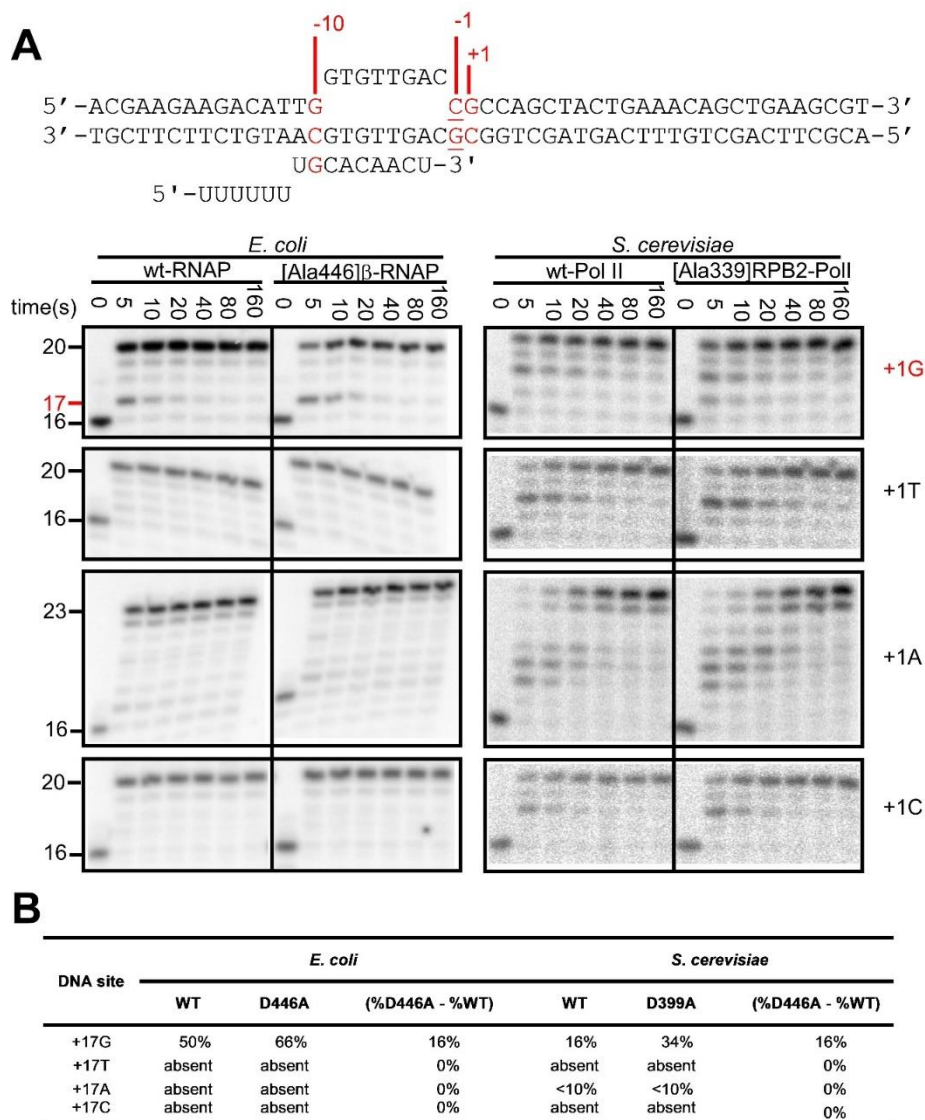 A
-10
-1
+1
GTGTTGAC
5'-ACGAAGAAGACATTG CGCCAGCTACTGAAACAGCTGAAGCGT-3'
3'-TGCTTCTTCTGTAACGTGTTGACGCGGTCGATGACTTTGTCGACTTCGCA-5'
UGCACAACU-3'
5'-UUUUUU
E. coli S. cerevisiae
wt-RNAP [Ala446]β-RNAP wt-Pol II [Ala339]RPB2-PolI
time(s) 0 5 10 20 40 80 160 0 5 10 20 40 80 160 0 5 10 20 40 80 160 0 5 10 20 40 80 160
20
+1G
17
16
20
+1T
16
23
+1A
16
20
+1C
16
B
E. coli S. cerevisiae
DNA site
WT D446A (%D446A - %WT) WT D399A (%D446A - %WT)
+17G 50% 66% 16% 16% 34% 16%
+17T absent absent 0% absent absent 0%
+17A absent absent 0% <10% <10% 0%
+17C absent absent 0% absent absent 0%